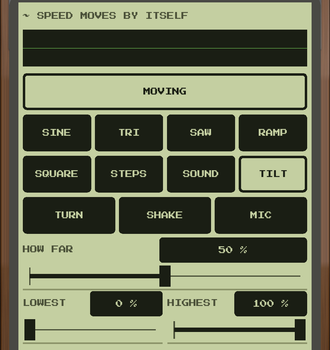 ~ SPEED MOVES BY ITSELF
MOVING
SINE TRI SAW RAMP
SQUARE STEPS SOUND TILT
TURN SHAKE MIC
HOW FAR 50 %
LOWEST 0 % HIGHEST 100 %